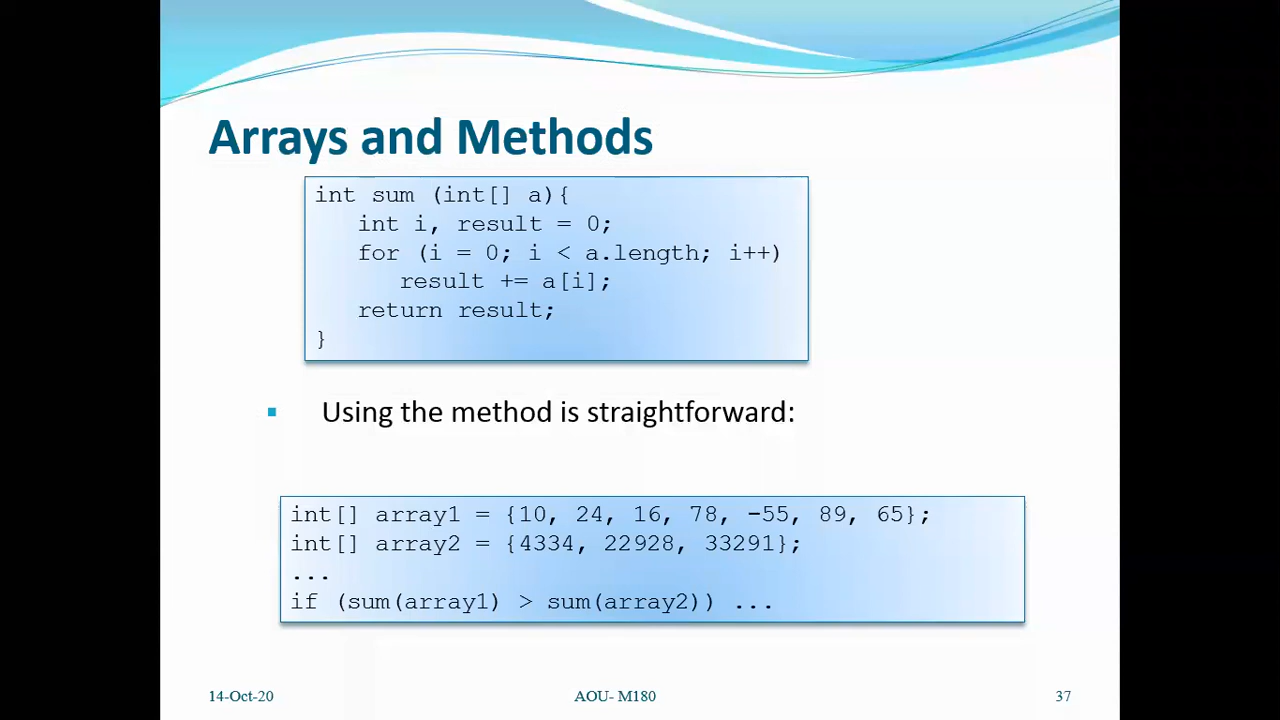 Arrays and Methods
int sum (int[] a){
   int i, result = 0;
   for (i = 0; i < a.length; i++)
      result += a[i];
   return result;
}
▪ Using the method is straightforward:
int[] array1 = {10, 24, 16, 78, -55, 89, 65};
int[] array2 = {4334, 22928, 33291};
...
if (sum(array1) > sum(array2)) ...
14-Oct-20 AOU- M180 37